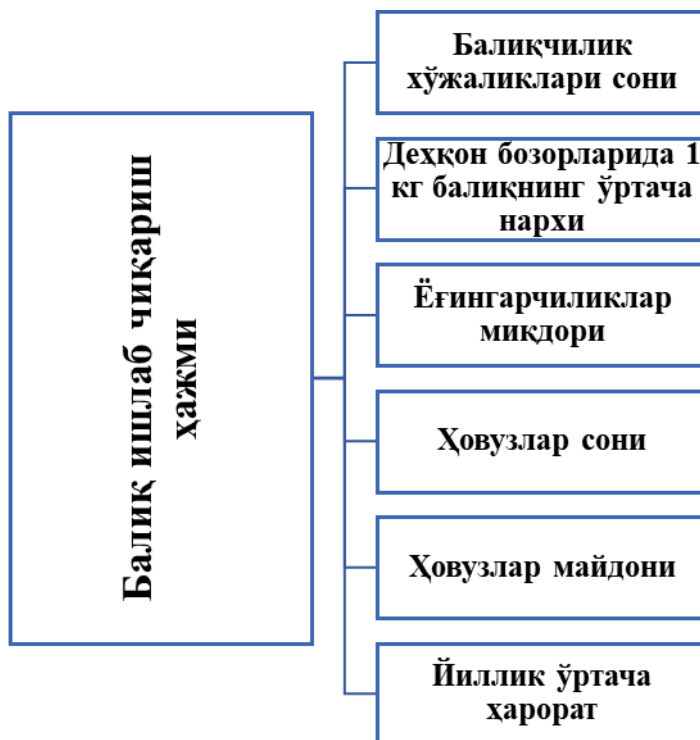 Балиқ ишлаб чиқариш
ҳажми
Балиқчилик
хўжаликлари сони
Деҳқон бозорларида 1
кг балиқнинг ўртача
нархи
Ёғингарчиликлар
миқдори
Ҳовузлар сони
Ҳовузлар майдони
Йиллик ўртача
ҳарорат